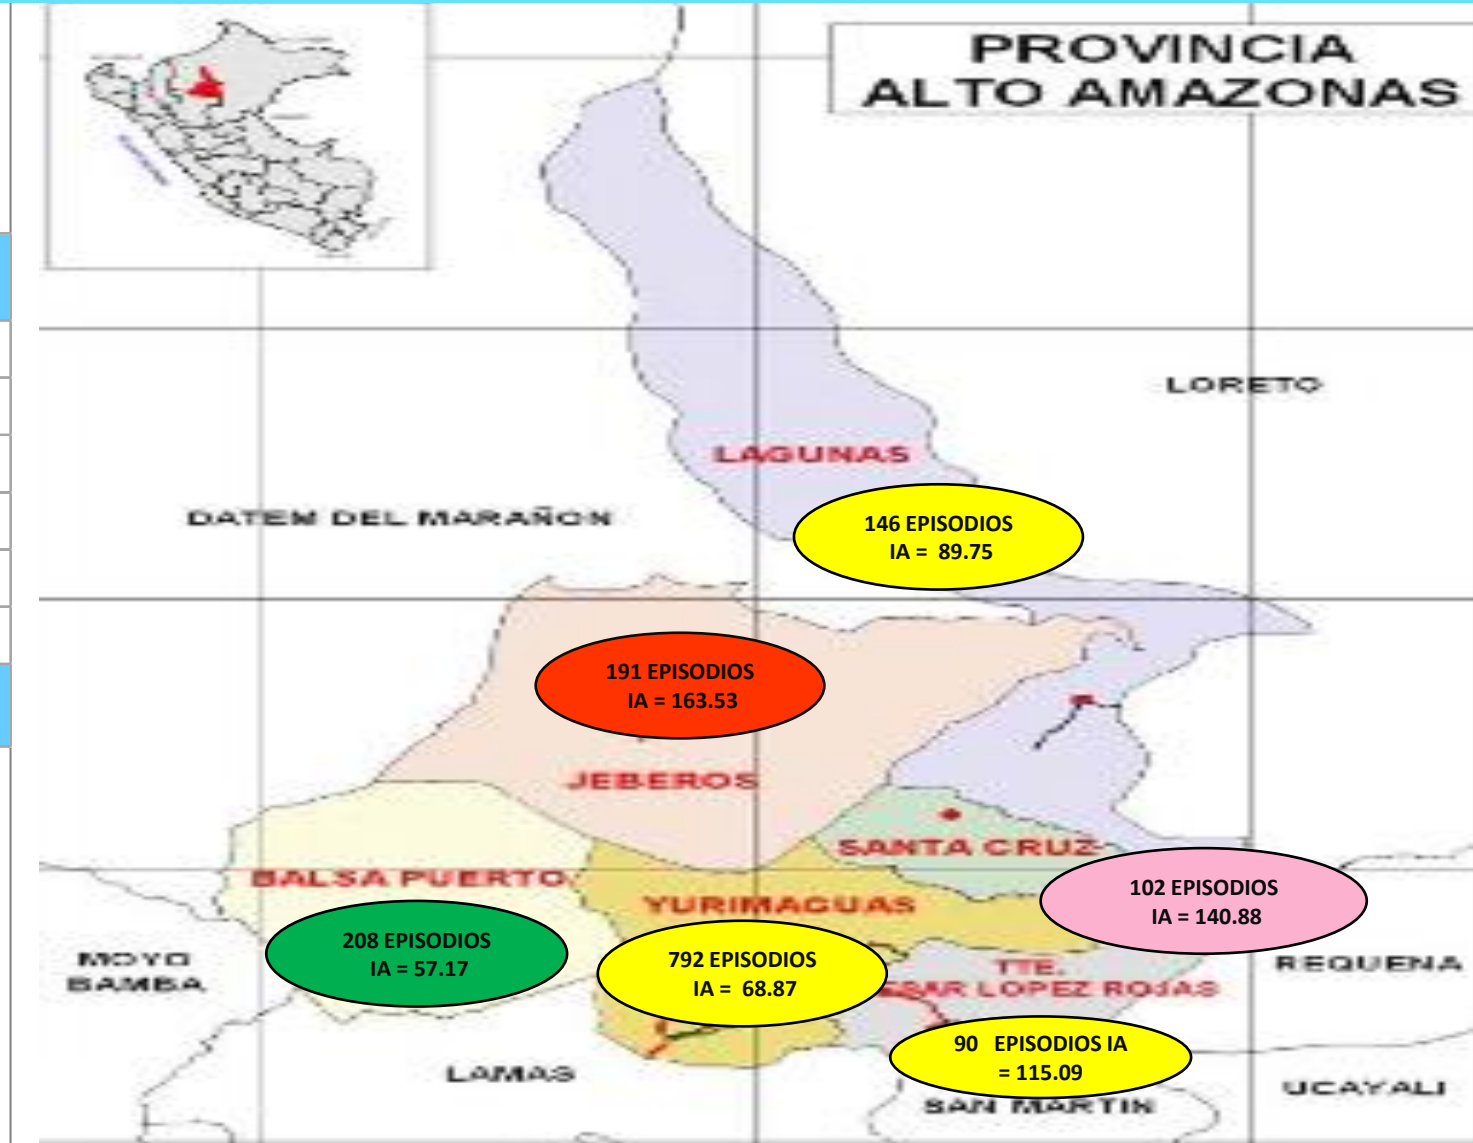 PROVINCIA
ALTO AMAZONAS
LORETO
LAGUNAS
DATEM DEL MARAÑON
146 EPISODIOS
IA = 89.75
191 EPISODIOS
IA = 163.53
JEBEROS
SANTA CRUZ
BALSA PUERTO
YURIMAGUAS
102 EPISODIOS
IA = 140.88
208 EPISODIOS
IA = 57.17
792 EPISODIOS
IA = 68.87
MOYO
BAMBA
TTE.
ESAR LOPEZ ROJAS
REQUENA
90 EPISODIOS IA
= 115.09
LAMAS
SAN MARTIN
UCAYALI